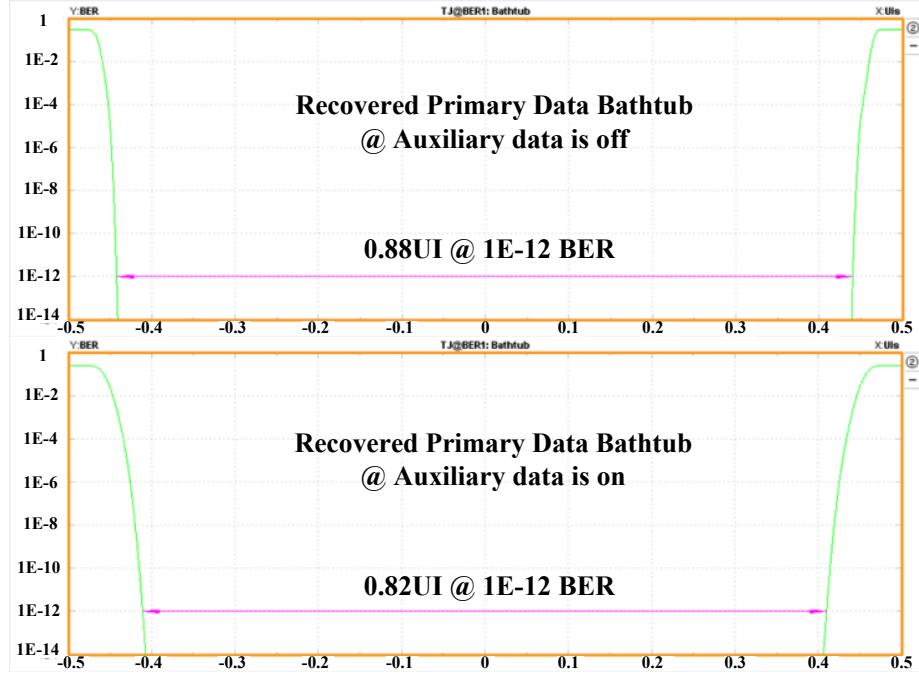 Y:BER TJ@BER1: Bathtub X:UIs
1
②
1E-2
1E-4
Recovered Primary Data Bathtub
@ Auxiliary data is off
1E-6
1E-8
1E-10
0.88UI @ 1E-12 BER
1E-12
1E-14
-0.5 -0.4 -0.3 -0.2 -0.1 0 0.1 0.2 0.3 0.4 0.5
Y:BER TJ@BER1: Bathtub X:UIs
1
②
1E-2
1E-4
Recovered Primary Data Bathtub
@ Auxiliary data is on
1E-6
1E-8
1E-10
0.82UI @ 1E-12 BER
1E-12
1E-14
-0.5 -0.4 -0.3 -0.2 -0.1 0 0.1 0.2 0.3 0.4 0.5